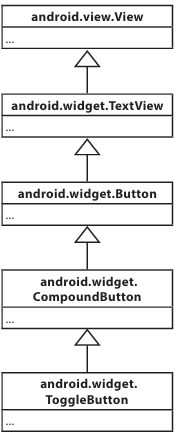 android.view.View
...
android.widget.TextView
...
android.widget.Button
...
android.widget.
CompoundButton
...
android.widget.
ToggleButton
...